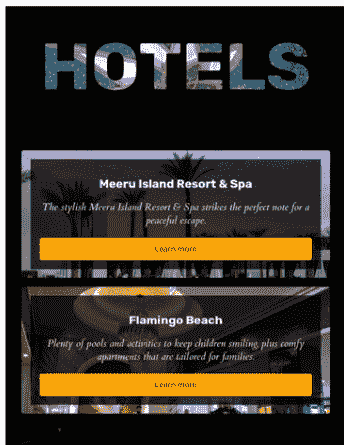 HOTELS
Meeru Island Resort & Spa
The stylish Meeru Island Resort & Spa strikes the perfect note for a
peaceful escape.
Learn more
Flamingo Beach
Plenty of pools and activities to keep children smiling, plus comfy
apartments that are tailored for families.
Learn more